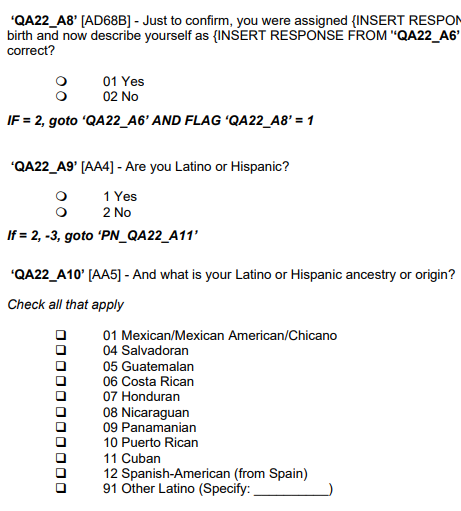 ‘QA22_A8’ [AD68B] - Just to confirm, you were assigned {INSERT RESPON
birth and now describe yourself as {INSERT RESPONSE FROM '‘QA22_A6’
correct?
01 Yes
02 No
IF = 2, goto ‘QA22_A6’ AND FLAG ‘QA22_A8’ = 1
‘QA22_A9’ [AA4] - Are you Latino or Hispanic?
1 Yes
2 No
If = 2, -3, goto ‘PN_QA22_A11’
‘QA22_A10’ [AA5] - And what is your Latino or Hispanic ancestry or origin?
Check all that apply
01 Mexican/Mexican American/Chicano
04 Salvadoran
05 Guatemalan
06 Costa Rican
07 Honduran
08 Nicaraguan
09 Panamanian
10 Puerto Rican
11 Cuban
12 Spanish-American (from Spain)
91 Other Latino (Specify: __________)